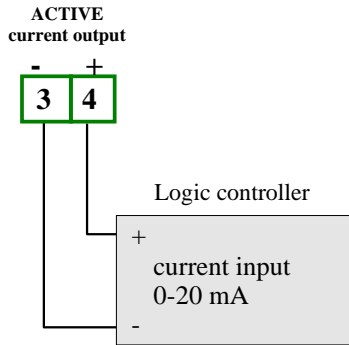 ACTIVE
current output
- +
3 4
Logic controller
+
current input
0-20 mA
-